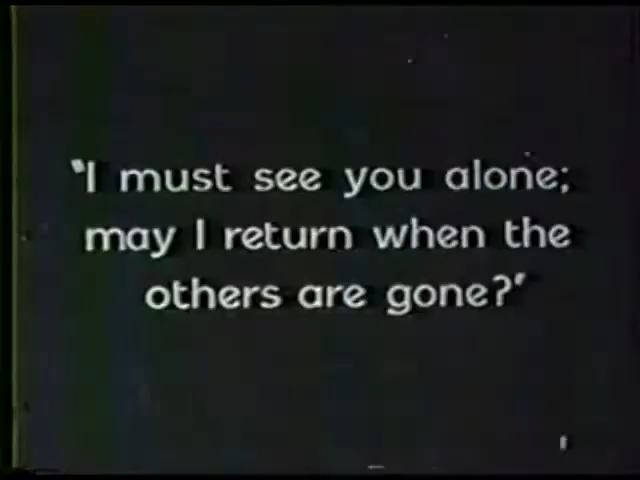 "I must see you alone;
may I return when the
others are gone?"